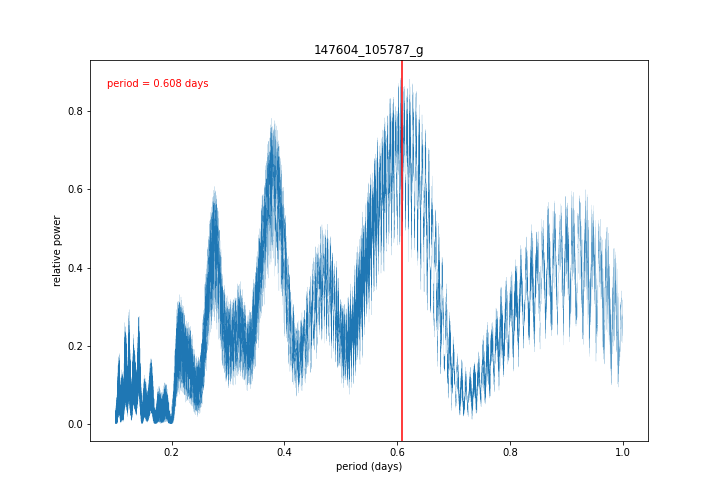 147604_105787_g
period = 0.608 days
relative power
0.8
0.6
0.4
0.2
0.0
0.2 0.4 0.6 0.8 1.0
period (days)